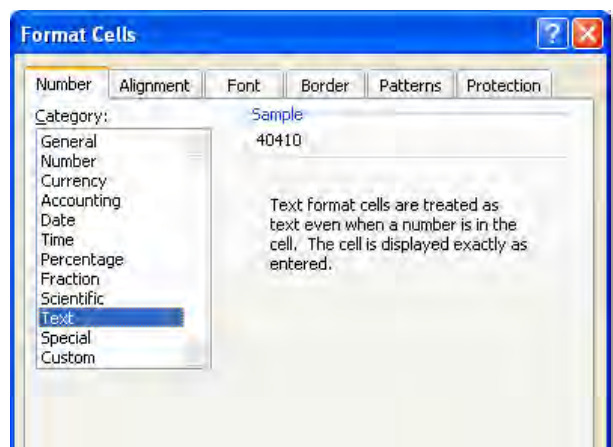 Format Cells
Number Alignment Font Border Patterns Protection
Category:
General
Number
Currency
Accounting
Date
Time
Percentage
Fraction
Scientific
Text
Special
Custom
Sample
40410
Text format cells are treated as
text even when a number is in the
cell. The cell is displayed exactly as
entered.